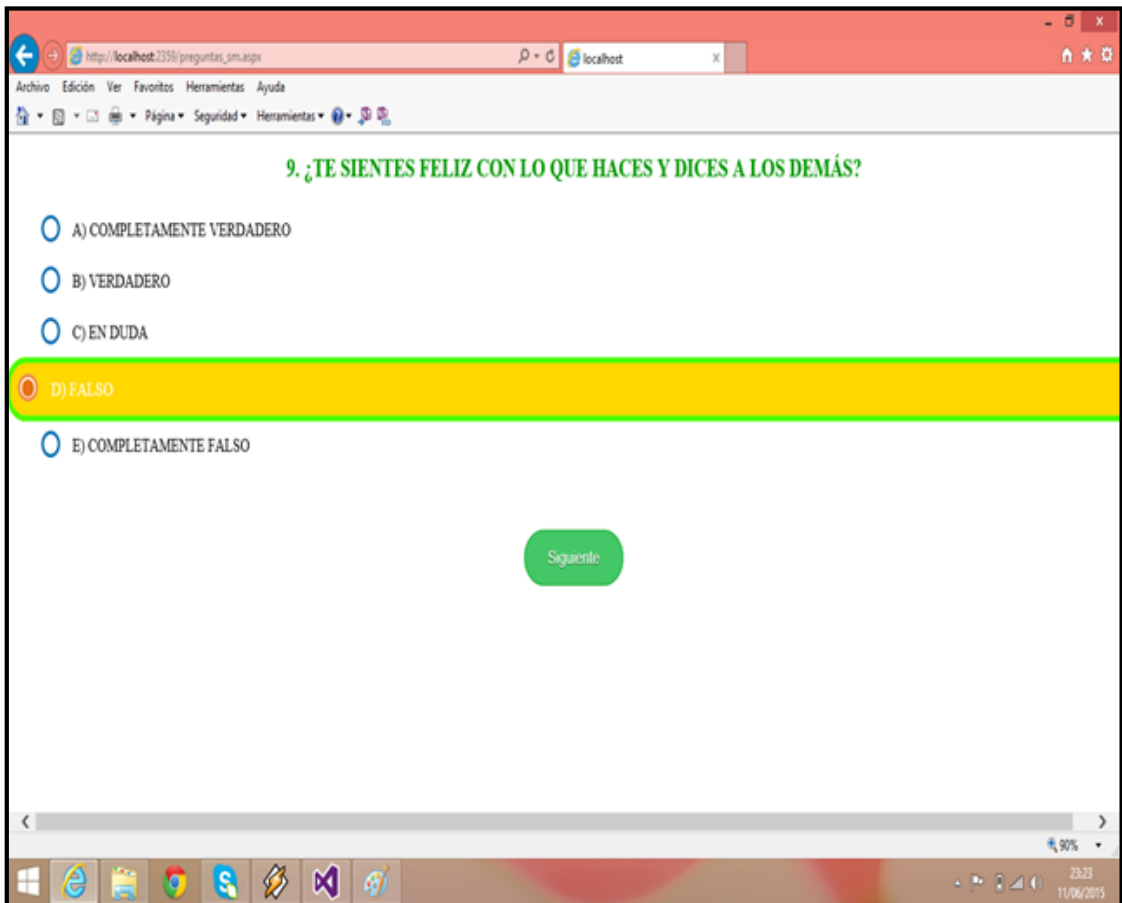 http://localhost:2359/preguntas_sm.aspx
localhost
Archivo Edición Ver Favoritos Herramientas Ayuda
Página Seguridad Herramientas
9. ¿TE SIENTES FELIZ CON LO QUE HACES Y DICES A LOS DEMÁS?
A) COMPLETAMENTE VERDADERO
B) VERDADERO
C) EN DUDA
D) FALSO
E) COMPLETAMENTE FALSO
Siguiente
90%
23:23
11/06/2015